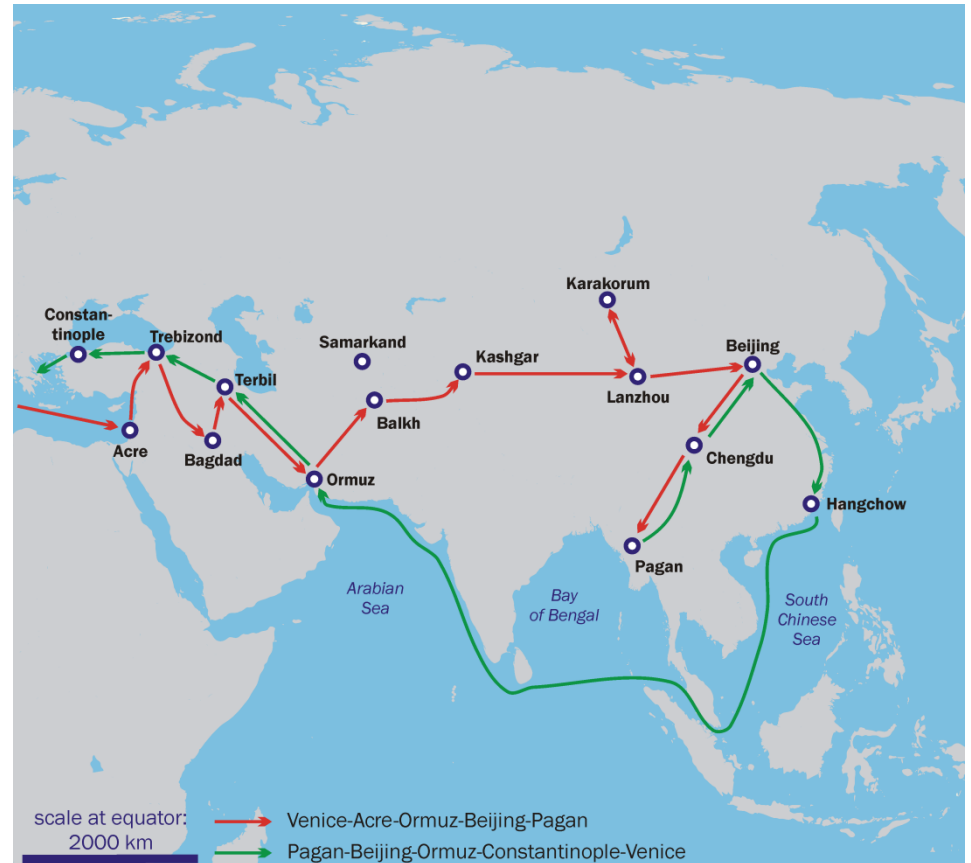 Karakorum
Constan-
tinople
Trebizond
Samarkand
Beijing
Kashgar
Terbil
Lanzhou
Balkh
Acre
Bagdad
Chengdu
Ormuz
Hangchow
Pagan
Arabian
Sea
Bay
of Bengal
South
Chinese
Sea
scale at equator:
2000 km
Venice-Acre-Ormuz-Beijing-Pagan
Pagan-Beijing-Ormuz-Constantinople-Venice